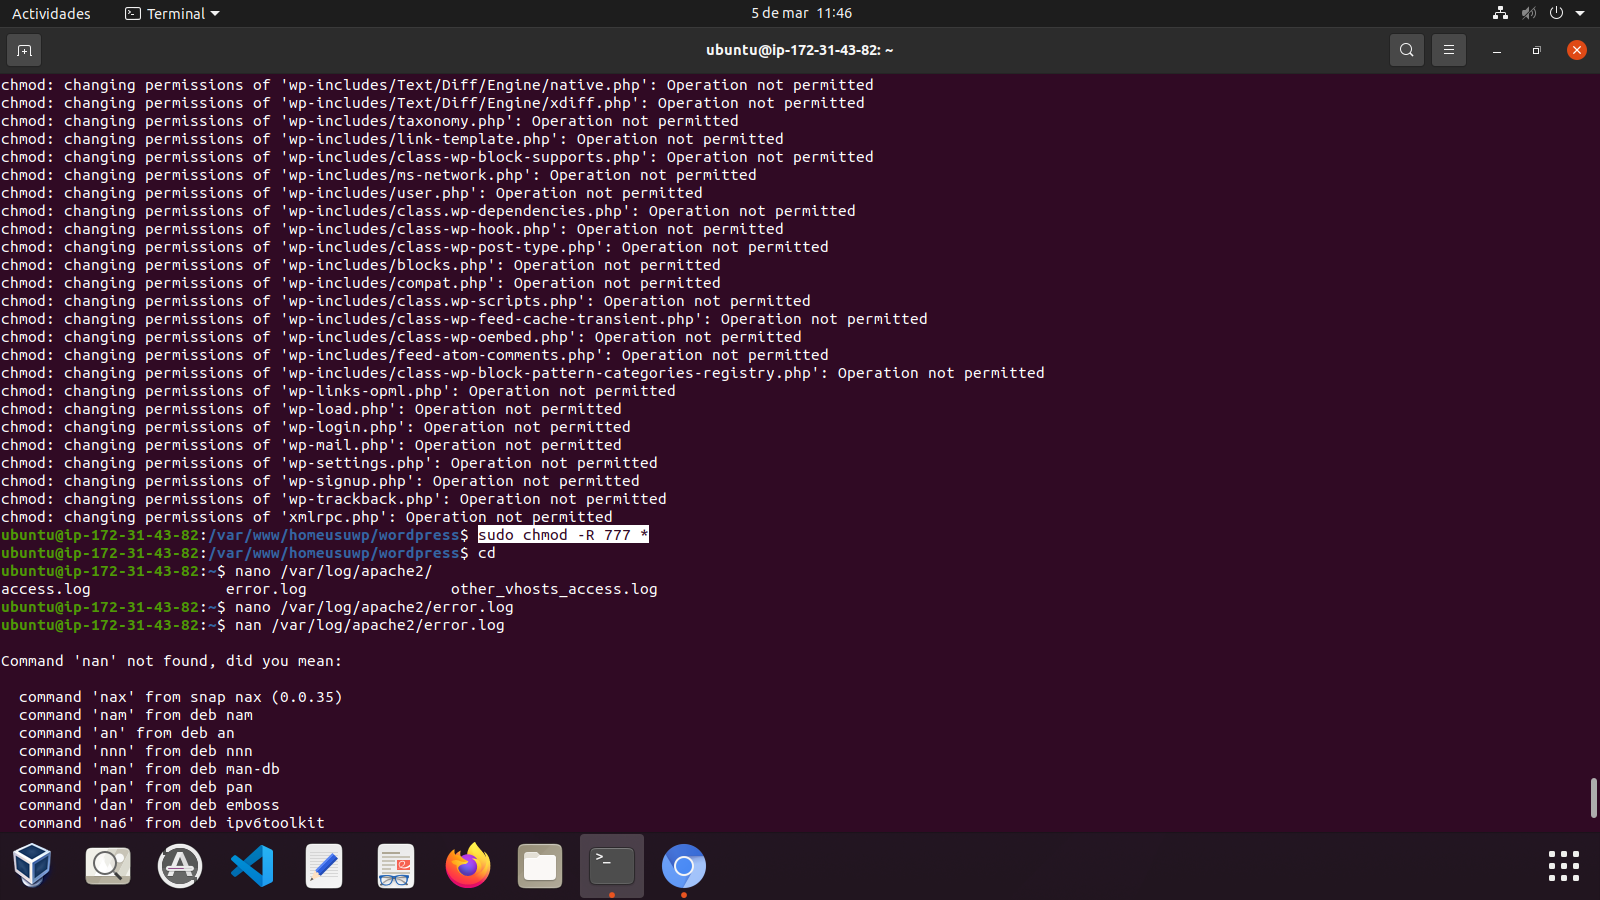 Actividades
Terminal
5 de mar 11:46
ubuntu@ip-172-31-43-82: ~
chmod: changing permissions of 'wp-includes/Text/Diff/Engine/native.php': Operation not permitted
chmod: changing permissions of 'wp-includes/Text/Diff/Engine/xdiff.php': Operation not permitted
chmod: changing permissions of 'wp-includes/taxonomy.php': Operation not permitted
chmod: changing permissions of 'wp-includes/link-template.php': Operation not permitted
chmod: changing permissions of 'wp-includes/class-wp-block-supports.php': Operation not permitted
chmod: changing permissions of 'wp-includes/ms-network.php': Operation not permitted
chmod: changing permissions of 'wp-includes/user.php': Operation not permitted
chmod: changing permissions of 'wp-includes/class.wp-dependencies.php': Operation not permitted
chmod: changing permissions of 'wp-includes/class-wp-hook.php': Operation not permitted
chmod: changing permissions of 'wp-includes/class-wp-post-type.php': Operation not permitted
chmod: changing permissions of 'wp-includes/blocks.php': Operation not permitted
chmod: changing permissions of 'wp-includes/compat.php': Operation not permitted
chmod: changing permissions of 'wp-includes/class.wp-scripts.php': Operation not permitted
chmod: changing permissions of 'wp-includes/class-wp-feed-cache-transient.php': Operation not permitted
chmod: changing permissions of 'wp-includes/class-wp-oembed.php': Operation not permitted
chmod: changing permissions of 'wp-includes/feed-atom-comments.php': Operation not permitted
chmod: changing permissions of 'wp-includes/class-wp-block-pattern-categories-registry.php': Operation not permitted
chmod: changing permissions of 'wp-links-opml.php': Operation not permitted
chmod: changing permissions of 'wp-load.php': Operation not permitted
chmod: changing permissions of 'wp-login.php': Operation not permitted
chmod: changing permissions of 'wp-mail.php': Operation not permitted
chmod: changing permissions of 'wp-settings.php': Operation not permitted
chmod: changing permissions of 'wp-signup.php': Operation not permitted
chmod: changing permissions of 'wp-trackback.php': Operation not permitted
chmod: changing permissions of 'xmlrpc.php': Operation not permitted
ubuntu@ip-172-31-43-82:/var/www/homeusuwp/wordpress$ sudo chmod -R 777 *
ubuntu@ip-172-31-43-82:/var/www/homeusuwp/wordpress$ cd
ubuntu@ip-172-31-43-82:~$ nano /var/log/apache2/
access.log               error.log                other_vhosts_access.log
ubuntu@ip-172-31-43-82:~$ nano /var/log/apache2/error.log
ubuntu@ip-172-31-43-82:~$ nan /var/log/apache2/error.log
Command 'nan' not found, did you mean:
command 'nax' from snap nax (0.0.35)
command 'nam' from deb nam
command 'an' from deb an
command 'nnn' from deb nnn
command 'man' from deb man-db
command 'pan' from deb pan
command 'dan' from deb emboss
command 'na6' from deb ipv6toolkit